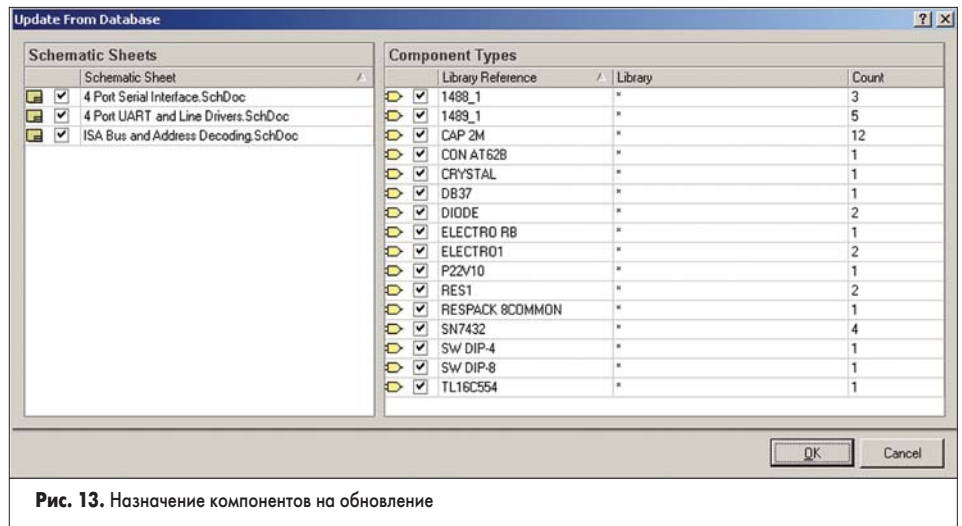 Update From Database
Schematic Sheets
Schematic Sheet
4 Port Serial Interface.SchDoc
4 Port UART and Line Drivers.SchDoc
ISA Bus and Address Decoding.SchDoc
Component Types
Library Reference Library Count
1488_1 * 3
1489_1 * 5
CAP 2M * 12
CON AT62B * 1
CRYSTAL * 1
DB37 * 1
DIODE * 2
ELECTRO RB * 1
ELECTRO1 * 2
P22V10 * 1
RES1 * 2
RESPACK 8COMMON * 1
SN7432 * 4
SW DIP-4 * 1
SW DIP-8 * 1
TL16C554 * 1
OK Cancel
Рис. 13. Назначение компонентов на обновление